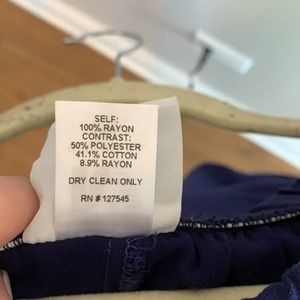 SELF:
100% RAYON
CONTRAST:
50% POLYESTER
41.1% COTTON
8.9% RAYON
DRY CLEAN ONLY
RN # 127545